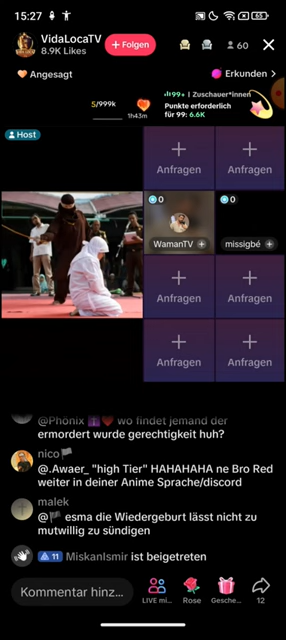 15:27
65
VidaLocaTV
8.9K Likes
+ Folgen
60
Angesagt
Erkunden >
5/999k
1h43m
99+ | Zuschauer*innen
Punkte erforderlich
für 99: 6.6K
Host
Anfragen
Anfragen
0
WamanTV +
0
missigbé +
Anfragen
Anfragen
Anfragen
Anfragen
@Phönix wo findet jemand der
ermordert wurde gerechtigkeit huh?
nico
@.Awaer_ "high Tier" HAHAHAHA ne Bro Red
weiter in deiner Anime Sprache/discord
malek
@ esma die Wiedergeburt lässt nicht zu
mutwillig zu sündigen
11 MiskanIsmir ist beigetreten
Kommentar hinz...
LIVE mi...
Rose
Gesche...
12